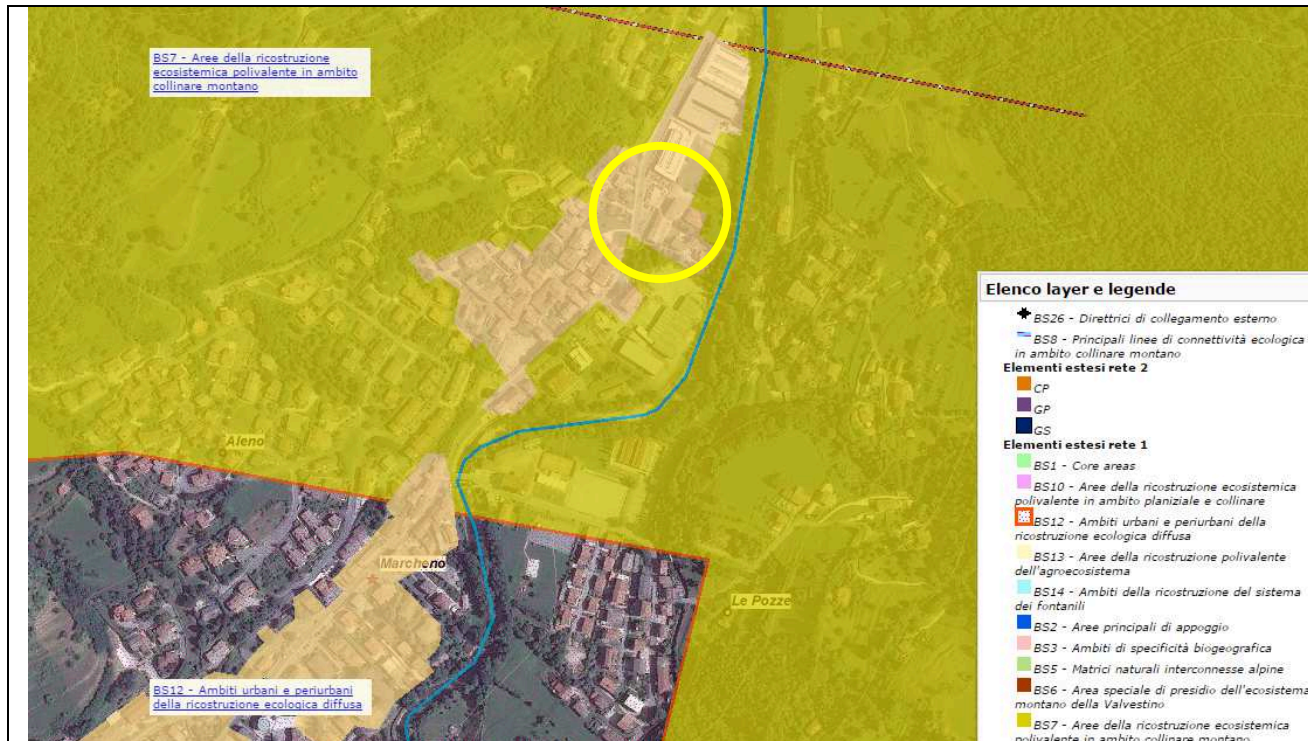 BS7 - Aree della ricostruzione
ecosistemica polivalente in ambito
collinare montano
Aleno
Marcheno
Le Pozze
BS12 - Ambiti urbani e periurbani
della ricostruzione ecologica diffusa
Elenco layer e legende
BS26 - Direttrici di collegamento esterno
BS8 - Principali linee di connettività ecologica
in ambito collinare montano
Elementi estesi rete 2
CP
GP
GS
Elementi estesi rete 1
BS1 - Core areas
BS10 - Aree della ricostruzione ecosistemica
polivalente in ambito planiziale e collinare
BS12 - Ambiti urbani e periurbani della
ricostruzione ecologica diffusa
BS13 - Aree della ricostruzione polivalente
dell'agroecosistema
BS14 - Ambiti della ricostruzione del sistema
dei fontanili
BS2 - Aree principali di appoggio
BS3 - Ambiti di specificità biogeografica
BS5 - Matrici naturali interconnesse alpine
BS6 - Area speciale di presidio dell'ecosistema
montano della Valvestino
BS7 - Aree della ricostruzione ecosistemica
polivalente in ambito collinare montano